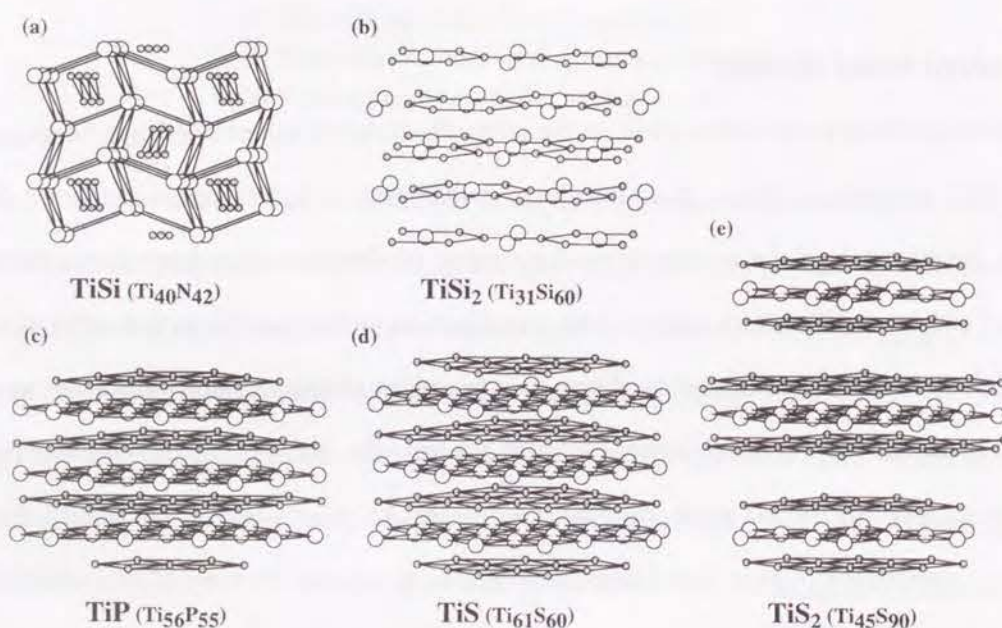 (a)
(b)
TiSi (Ti40N42)
TiSi2 (Ti31Si60)
(e)
(c)
(d)
TiP (Ti56P55)
TiS (Ti61S60)
TiS2 (Ti45S90)